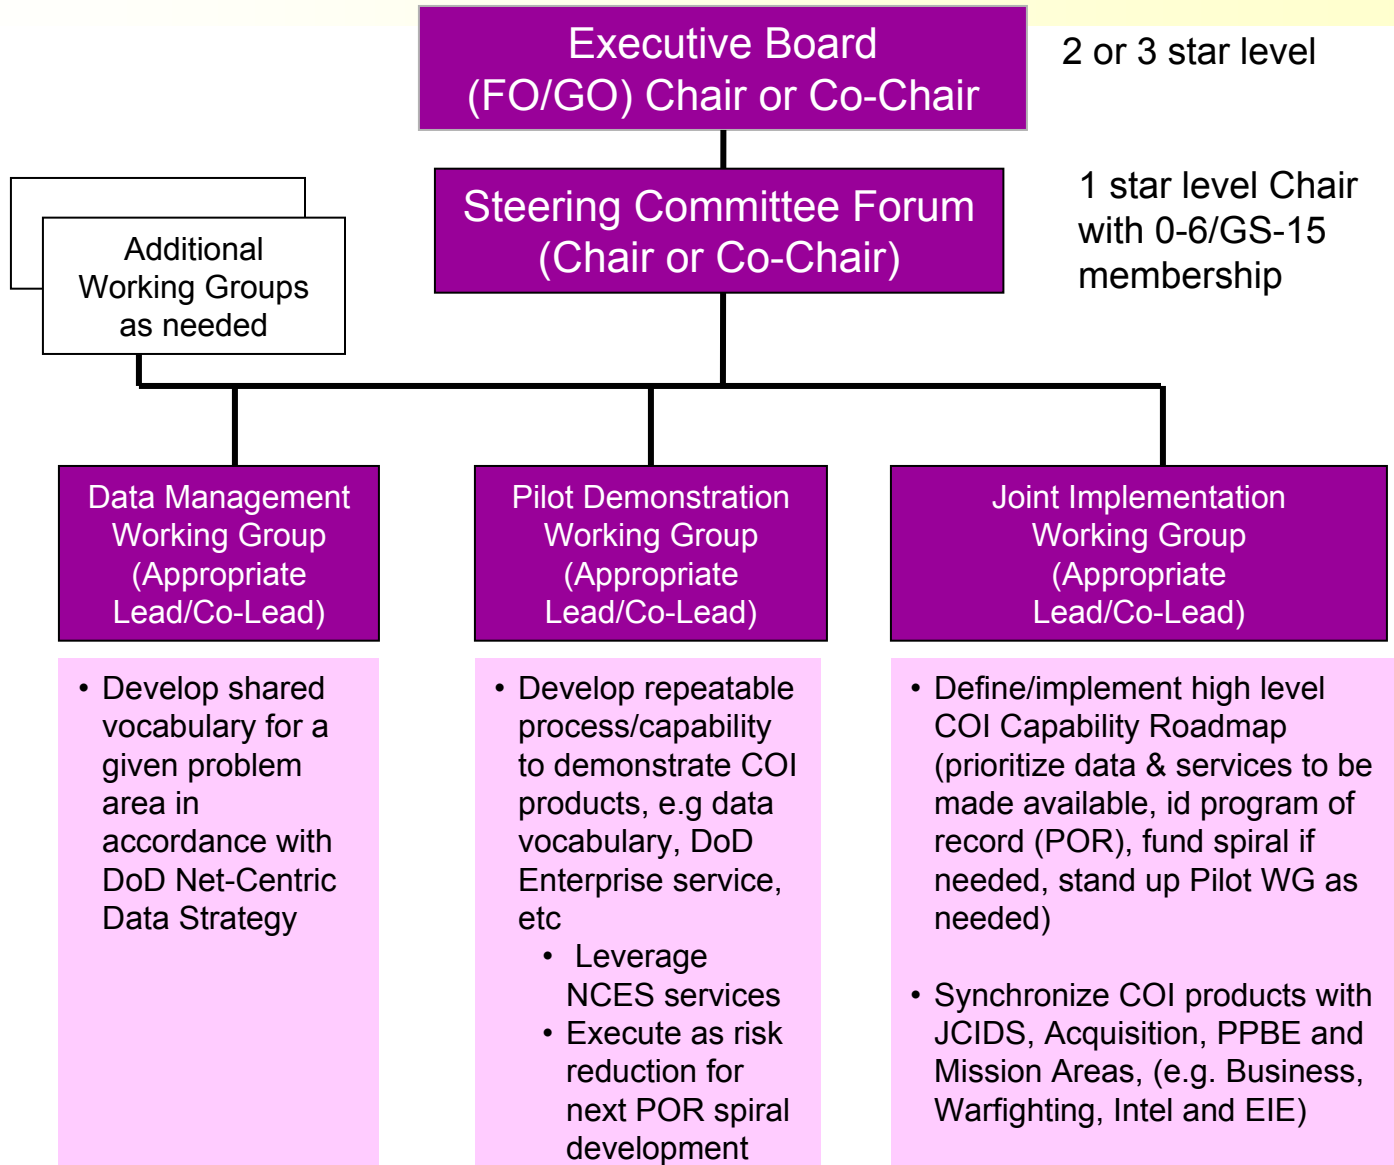 Executive Board
(FO/GO) Chair or Co-Chair
2 or 3 star level
Steering Committee Forum
(Chair or Co-Chair)
1 star level Chair
with 0-6/GS-15
membership
Additional
Working Groups
as needed
Data Management
Working Group
(Appropriate
Lead/Co-Lead)
• Develop shared
vocabulary for a
given problem
area in
accordance with
DoD Net-Centric
Data Strategy
Pilot Demonstration
Working Group
(Appropriate
Lead/Co-Lead)
• Develop repeatable
process/capability
to demonstrate COI
products, e.g data
vocabulary, DoD
Enterprise service,
etc
• Leverage
NCES services
• Execute as risk
reduction for
next POR spiral
development
Joint Implementation
Working Group
(Appropriate
Lead/Co-Lead)
• Define/implement high level
COI Capability Roadmap
(prioritize data & services to be
made available, id program of
record (POR), fund spiral if
needed, stand up Pilot WG as
needed)
• Synchronize COI products with
JCIDS, Acquisition, PPBE and
Mission Areas, (e.g. Business,
Warfighting, Intel and EIE)